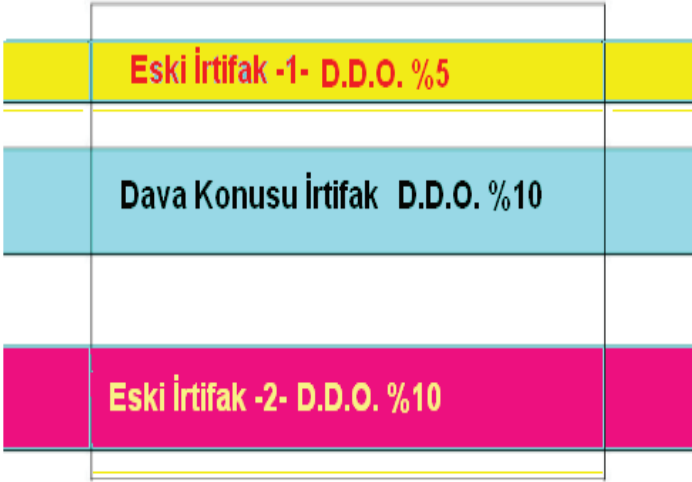 Eski İrtifak -1- D.D.O. %5
Dava Konusu İrtifak D.D.O. %10
Eski İrtifak -2- D.D.O. %10